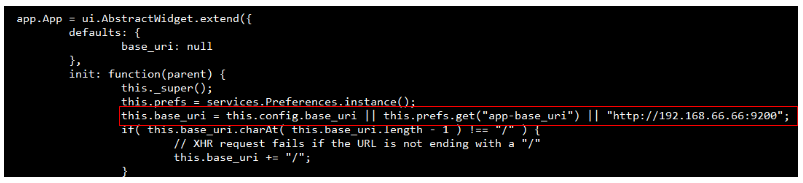 app.App = ui.AbstractWidget.extend({
defaults: {
base_uri: null
},
init: function(parent) {
this._super();
this.prefs = services.Preferences.instance();
this.base_uri = this.config.base_uri || this.prefs.get("app-base_uri") || "http://192.168.66.66:9200";
if( this.base_uri.charAt( this.base_uri.length - 1 ) !== "/" ) {
// XHR request fails if the URL is not ending with a "/"
this.base_uri += "/";
}